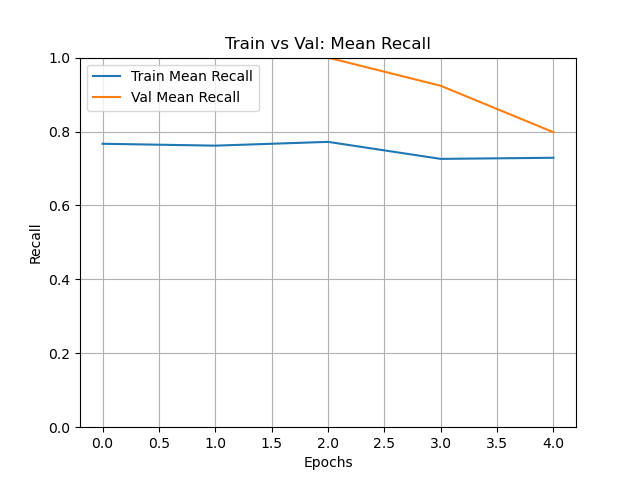 Train vs Val: Mean Recall
Train Mean Recall
Val Mean Recall
Recall
1.0
0.8
0.6
0.4
0.2
0.0
0.0 0.5 1.0 1.5 2.0 2.5 3.0 3.5 4.0
Epochs